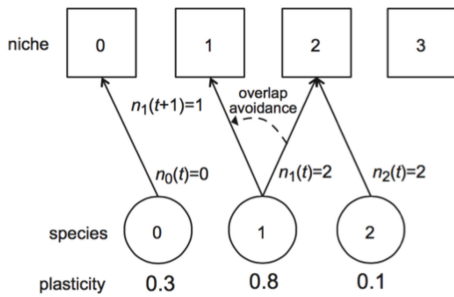 niche 0 1 2 3
overlap
avoidance
n₁(t+1)=1
n₀(t)=0 n₁(t)=2 n₂(t)=2
species 0 1 2
plasticity 0.3 0.8 0.1